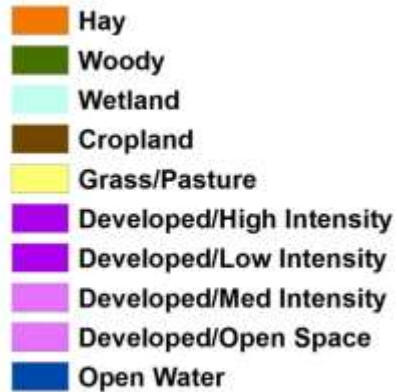 Hay
Woody
Wetland
Cropland
Grass/Pasture
Developed/High Intensity
Developed/Low Intensity
Developed/Med Intensity
Developed/Open Space
Open Water